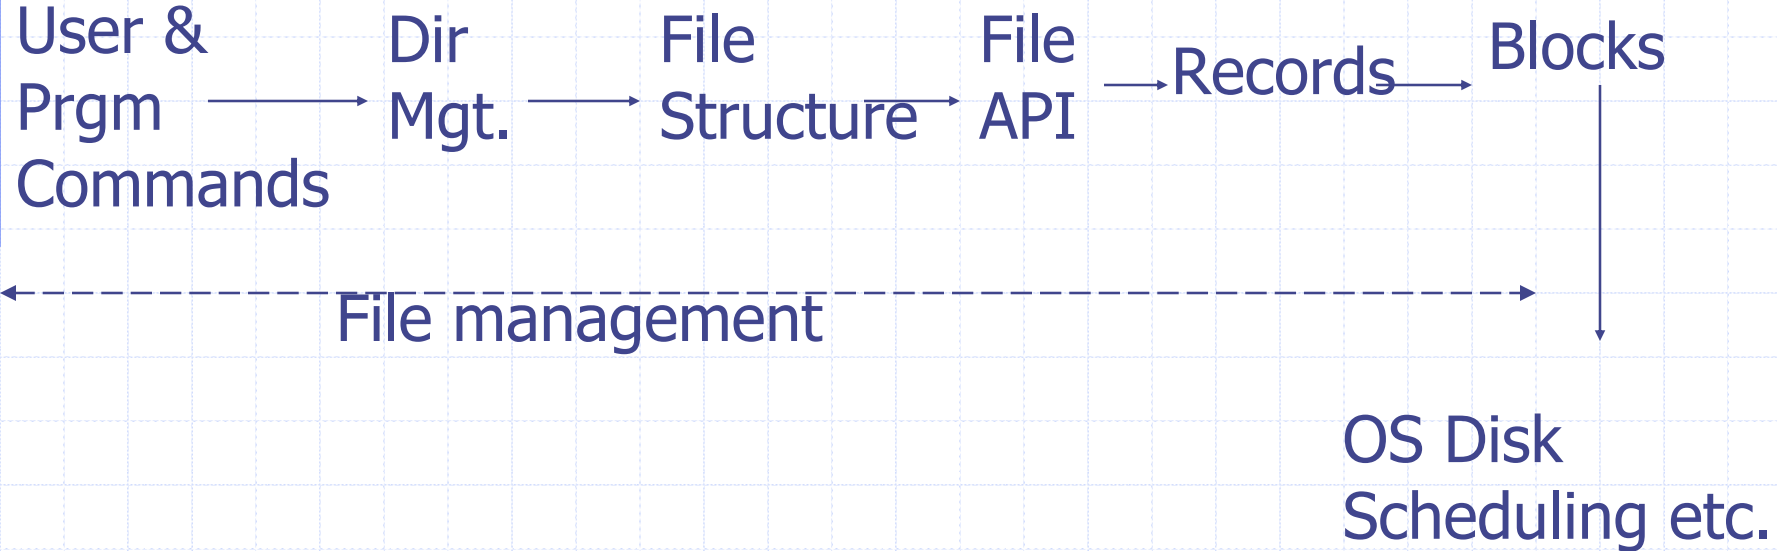 User &
Prgm
Commands
Dir
Mgt.
File
Structure
File
API
Records
Blocks
File management
OS Disk
Scheduling etc.